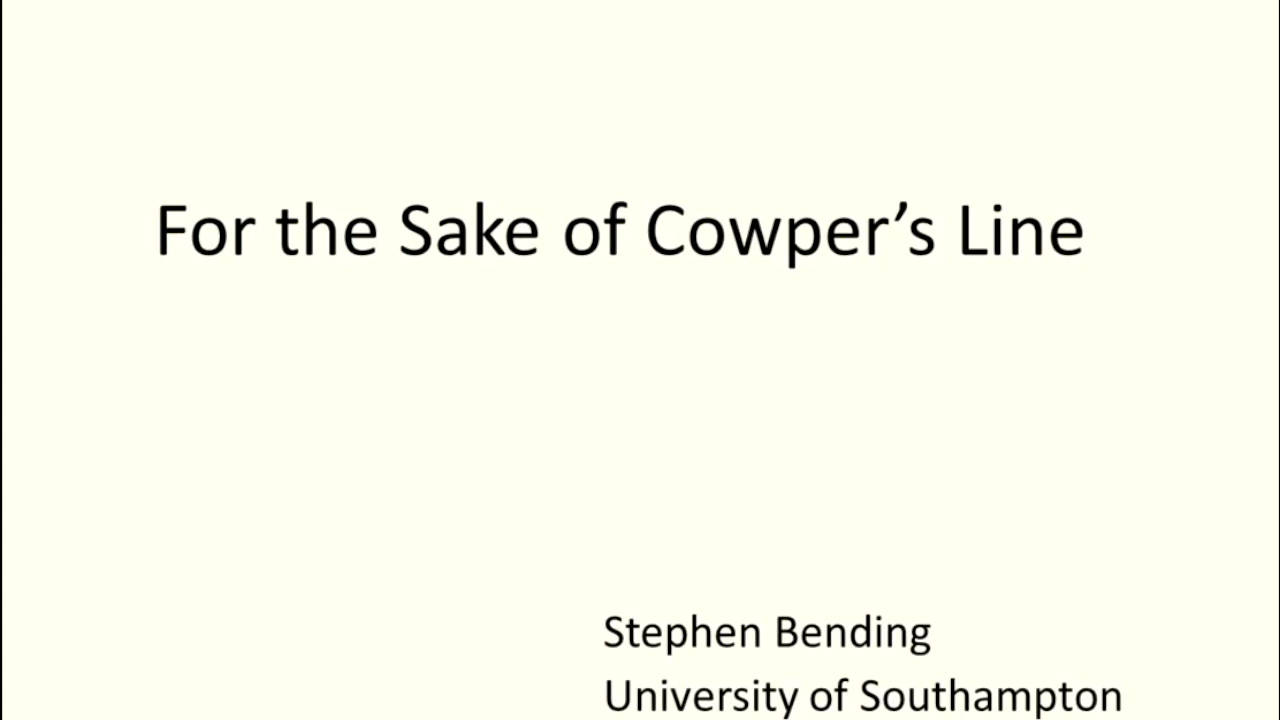 For the Sake of Cowper’s Line
Stephen Bending
University of Southampton